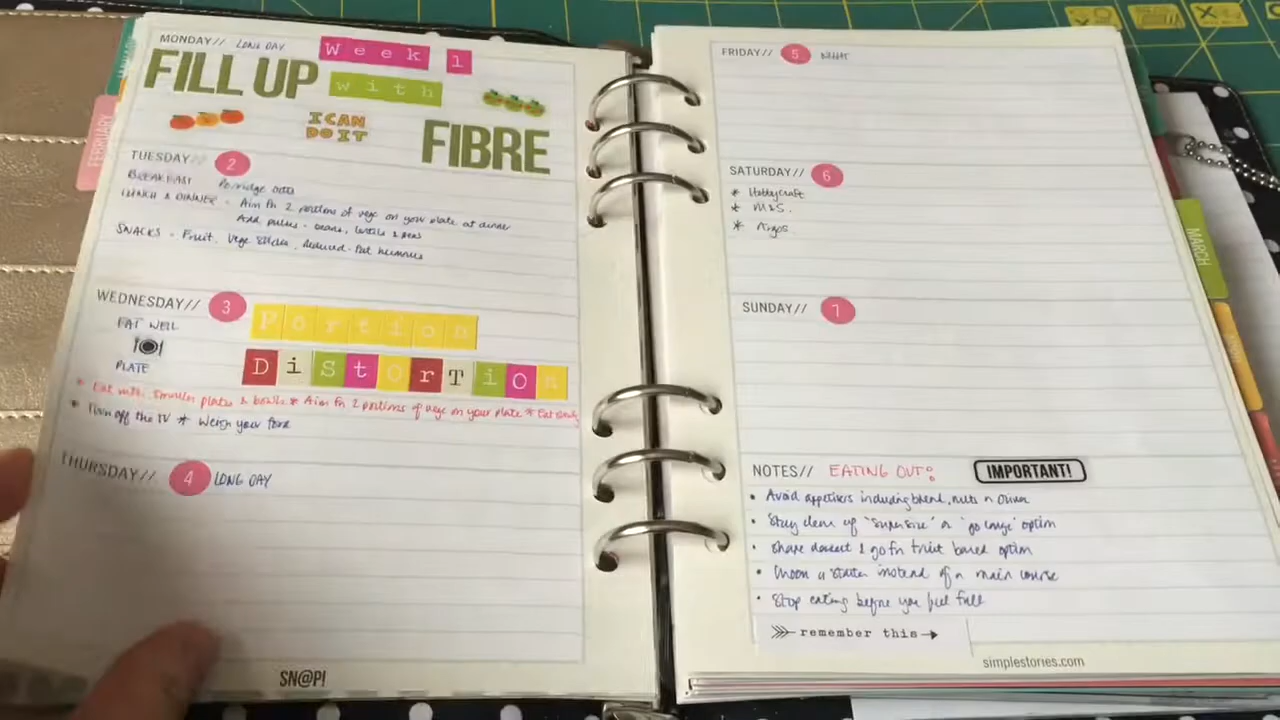 MONDAY// LONG DAY Week 1
FILL UP with
I CAN
DO IT
FIBRE
TUESDAY// 2
BREAKFAST Porridge oats
LUNCH & DINNER - Aim for 2 portions of vege on your plate at dinner
Add pulses - beans, lentils & peas
SNACKS - Fruit, vege sticks, reduced-fat humus
WEDNESDAY// 3 Portion
EAT WELL
PLATE
DiStOrTiOn
* Eat with smaller plates & bowls * Aim for 2 portions of vege on your plate * Eat slowly
* Turn off the TV * Weigh your food
THURSDAY// 4 LONG DAY
SN@P!
FEBRUARY
FRIDAY// 5
SATURDAY// 6
* Hobbycraft
* M&S.
* Argos
SUNDAY// 7
NOTES// EATING OUT: IMPORTANT!
• Avoid appetisers including bread, nuts or olives
• Stay clear of "supersize" or "go large" option
• Share dessert & go for fruit based option
• Choose a starter instead of a main course
• Stop eating before you feel full
remember this
simplestories.com
MARCH